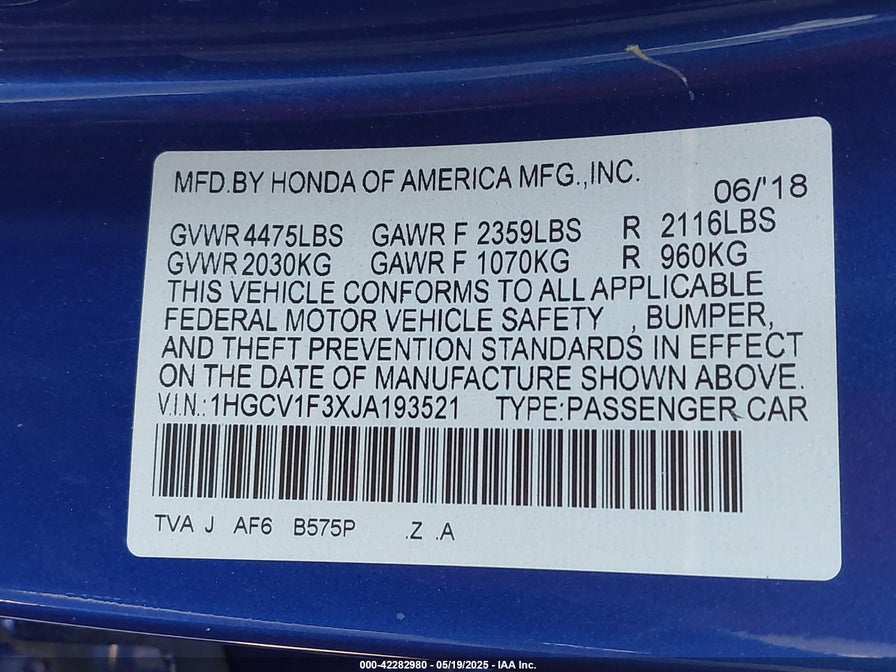 MFD.BY HONDA OF AMERICA MFG.,INC.
06/'18
GVWR 4475LBS GAWR F 2359LBS R 2116LBS
GVWR 2030KG GAWR F 1070KG R 960KG
THIS VEHICLE CONFORMS TO ALL APPLICABLE
FEDERAL MOTOR VEHICLE SAFETY , BUMPER,
AND THEFT PREVENTION STANDARDS IN EFFECT
ON THE DATE OF MANUFACTURE SHOWN ABOVE.
V.I.N.:1HGCV1F3XJA193521 TYPE:PASSENGER CAR
TVA J AF6 B575P .Z .A
000-42282980 - 05/19/2025 - IAA Inc.